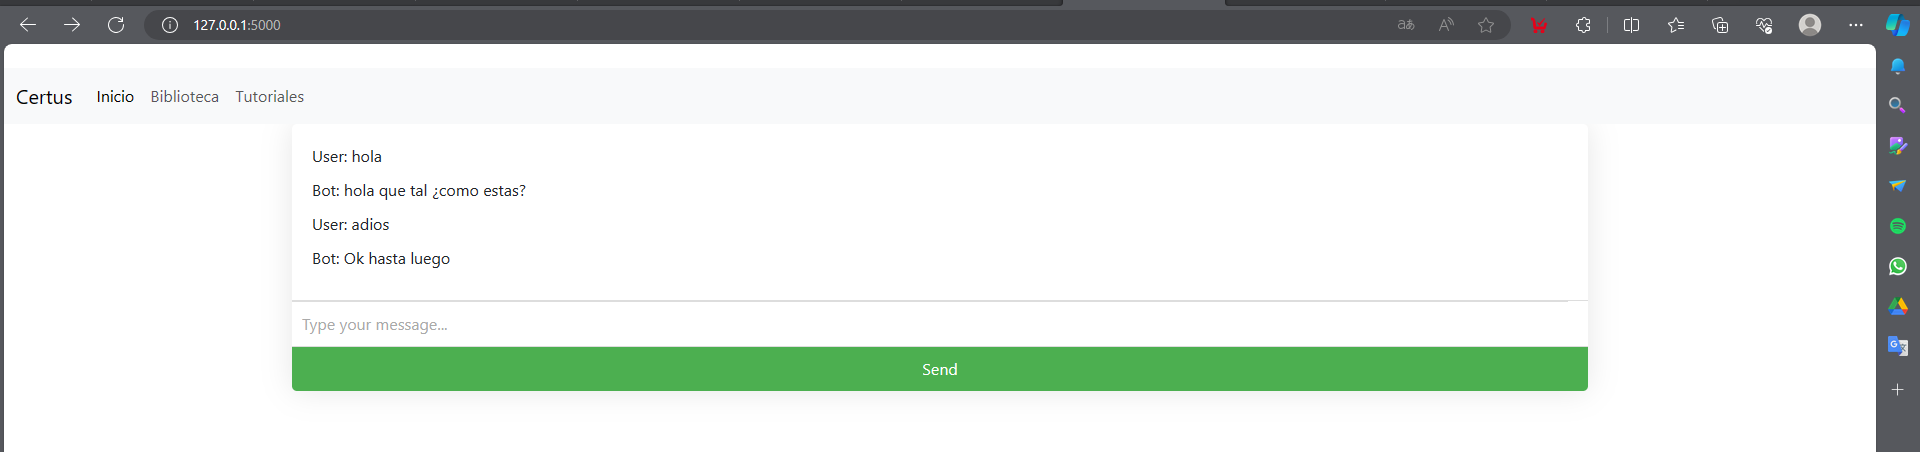 127.0.0.1:5000
Certus Inicio Biblioteca Tutoriales
User: hola
Bot: hola que tal ¿como estas?
User: adios
Bot: Ok hasta luego
Type your message...
Send